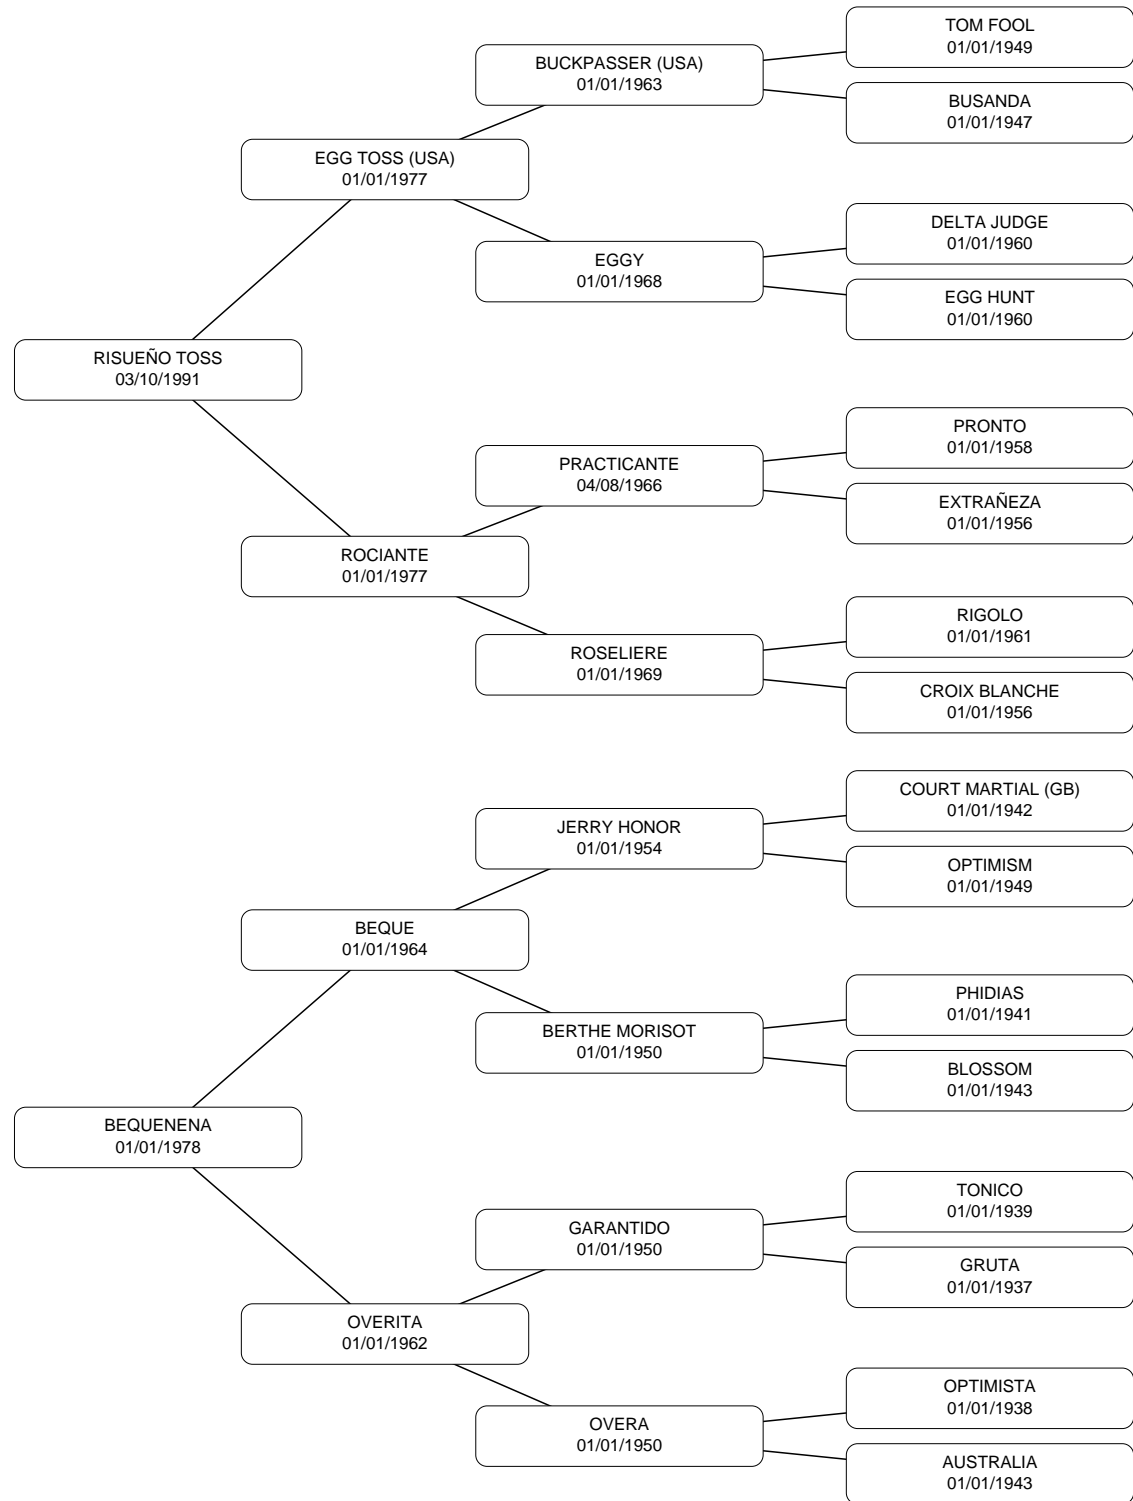 TOM FOOL
01/01/1949
BUCKPASSER (USA)
01/01/1963
BUSANDA
01/01/1947
EGG TOSS (USA)
01/01/1977
DELTA JUDGE
01/01/1960
EGGY
01/01/1968
EGG HUNT
01/01/1960
RISUEÑO TOSS
03/10/1991
PRONTO
01/01/1958
PRACTICANTE
04/08/1966
EXTRAÑEZA
01/01/1956
ROCIANTE
01/01/1977
RIGOLO
01/01/1961
ROSELIERE
01/01/1969
CROIX BLANCHE
01/01/1956
COURT MARTIAL (GB)
01/01/1942
JERRY HONOR
01/01/1954
OPTIMISM
01/01/1949
BEQUE
01/01/1964
PHIDIAS
01/01/1941
BERTHE MORISOT
01/01/1950
BLOSSOM
01/01/1943
BEQUENENA
01/01/1978
TONICO
01/01/1939
GARANTIDO
01/01/1950
GRUTA
01/01/1937
OVERITA
01/01/1962
OPTIMISTA
01/01/1938
OVERA
01/01/1950
AUSTRALIA
01/01/1943